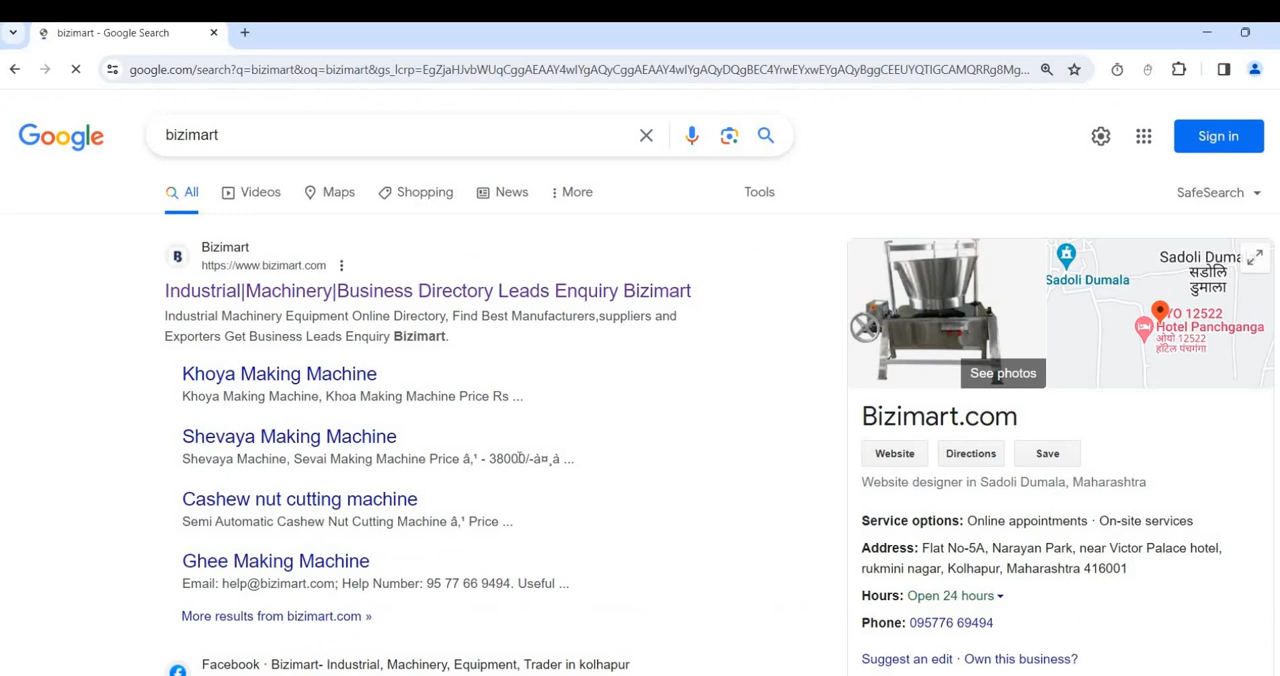 bizimart - Google Search
google.com/search?q=bizimart&oq=bizimart&gs_lcrp=EgZjaHJvbWUqCggAEAAY4wIYgAQyCggAEAAY4wIYgAQyDQgBEC4YrwEYxwEYgAQyBggCEEUYQTIGCAMQRRg8Mg...
Google
bizimart
Sign in
All
Videos
Maps
Shopping
News
More
Tools
SafeSearch
B
Bizimart
https://www.bizimart.com
Industrial|Machinery|Business Directory Leads Enquiry Bizimart
Industrial Machinery Equipment Online Directory, Find Best Manufacturers,suppliers and
Exporters Get Business Leads Enquiry Bizimart.
Khoya Making Machine
Khoya Making Machine, Khoa Making Machine Price Rs ...
Shevaya Making Machine
Shevaya Machine, Sevai Making Machine Price â,¹ - 38000/-à¤¸à ...
Cashew nut cutting machine
Semi Automatic Cashew Nut Cutting Machine â,¹ Price ...
Ghee Making Machine
Email: help@bizimart.com; Help Number: 95 77 66 9494. Useful ...
More results from bizimart.com »
Facebook · Bizimart- Industrial, Machinery, Equipment, Trader in kolhapur
See photos
Sadoli Dumala
Sadoli Duma
सडोलि
डुमाला
YO 12522
Hotel Panchganga
ओयो 12522
हॉटेल पंचगंगा
Bizimart.com
Website
Directions
Save
Website designer in Sadoli Dumala, Maharashtra
Service options: Online appointments · On-site services
Address: Flat No-5A, Narayan Park, near Victor Palace hotel,
rukmini nagar, Kolhapur, Maharashtra 416001
Hours: Open 24 hours
Phone: 095776 69494
Suggest an edit · Own this business?